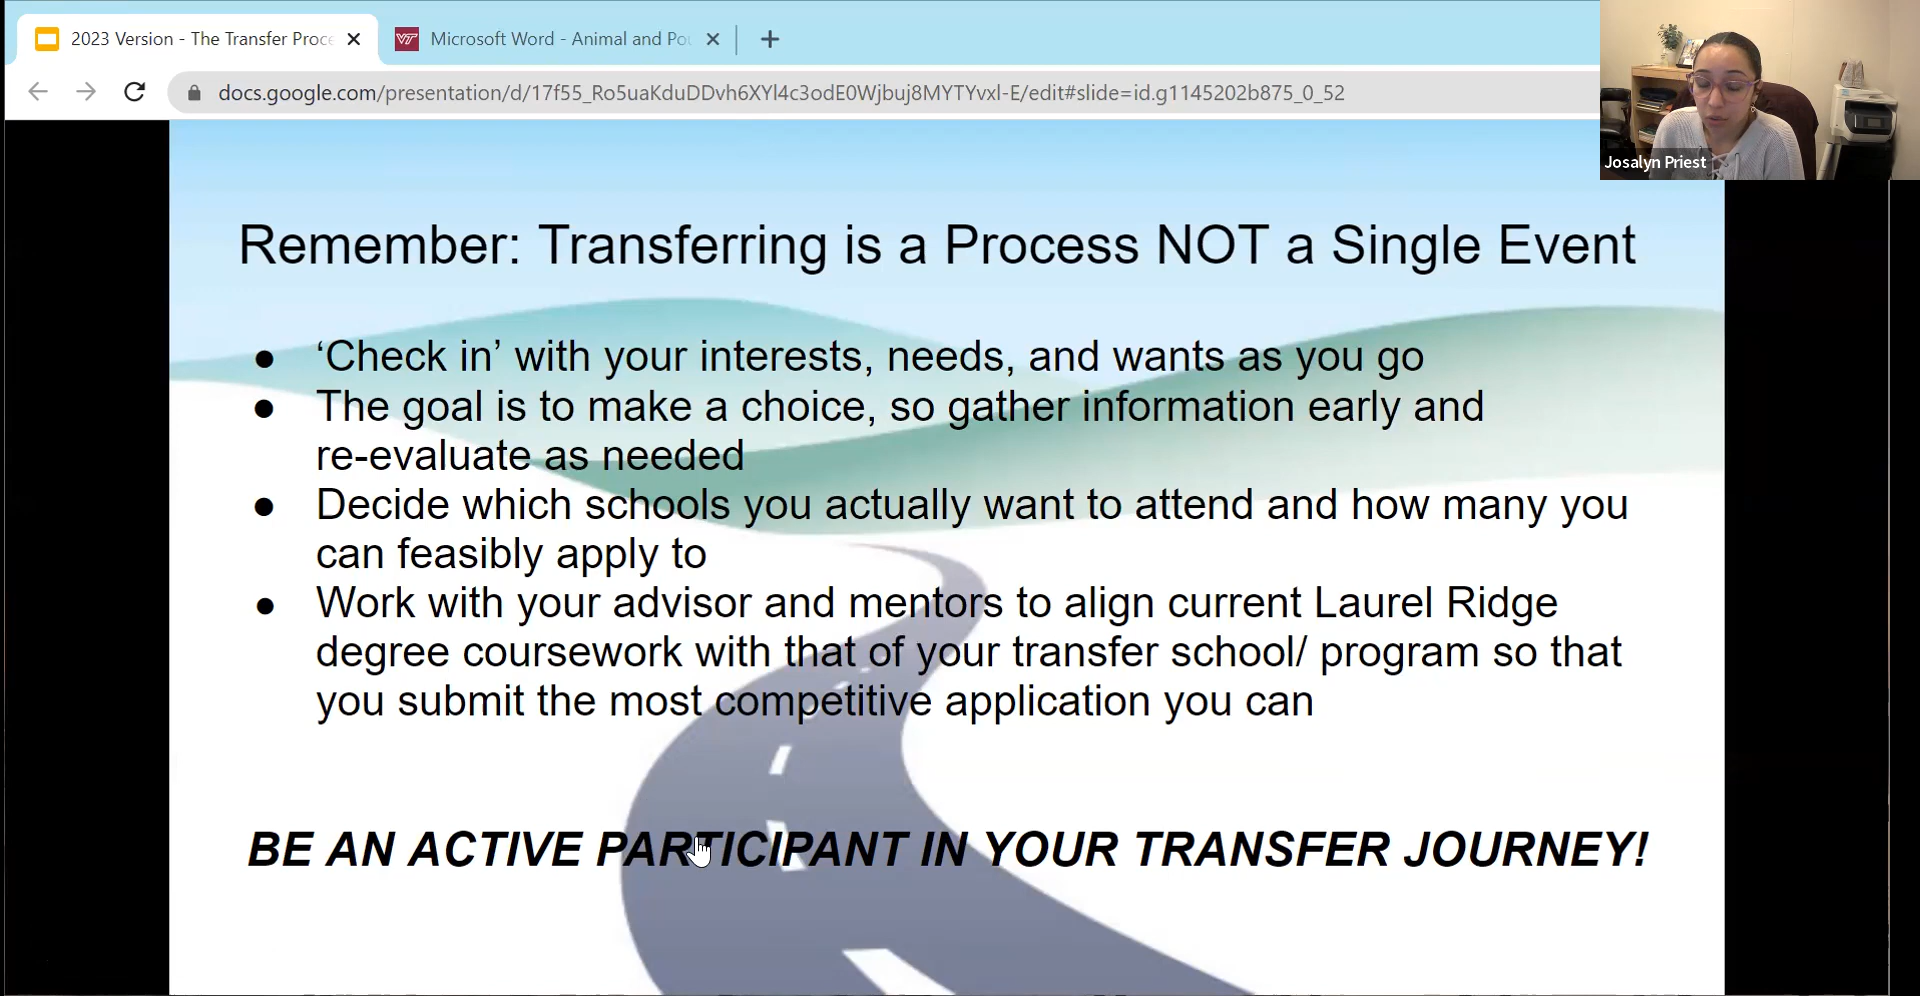 2023 Version - The Transfer Proc
Microsoft Word - Animal and Po
docs.google.com/presentation/d/17f55_Ro5uaKduDDvh6XYl4c3odE0Wjbuj8MYTYvxl-E/edit#slide=id.g1145202b875_0_52
Josalyn Priest
Remember: Transferring is a Process NOT a Single Event
● ‘Check in’ with your interests, needs, and wants as you go
● The goal is to make a choice, so gather information early and
re-evaluate as needed
● Decide which schools you actually want to attend and how many you
can feasibly apply to
● Work with your advisor and mentors to align current Laurel Ridge
degree coursework with that of your transfer school/ program so that
you submit the most competitive application you can
BE AN ACTIVE PARTICIPANT IN YOUR TRANSFER JOURNEY!